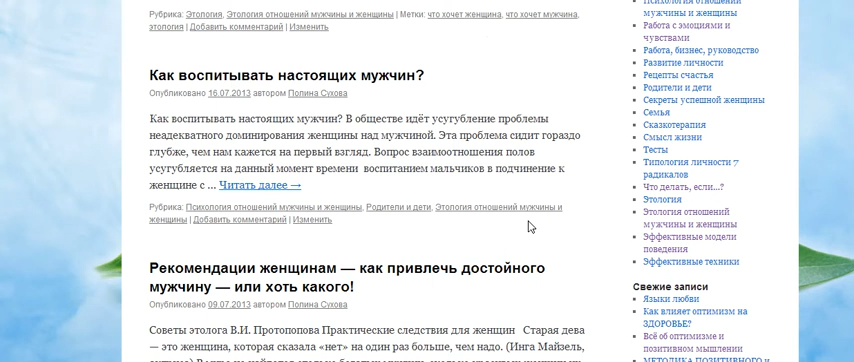 Рубрика: Этология, Этология отношений мужчины и женщины | Метки: что хочет женщина, что хочет мужчина,
этология | Добавить комментарий | Изменить
Как воспитывать настоящих мужчин?
Опубликовано 16.07.2013 автором Полина Сухова
Как воспитывать настоящих мужчин? В обществе идёт усугубление проблемы
неадекватного доминирования женщины над мужчиной. Эта проблема сидит гораздо
глубже, чем нам кажется на первый взгляд. Вопрос взаимоотношения полов
усугубляется на данный момент времени воспитанием мальчиков в подчинение к
женщине с ... Читать далее →
Рубрика: Психология отношений мужчины и женщины, Родители и дети, Этология отношений мужчины и
женщины | Добавить комментарий | Изменить
Рекомендации женщинам — как привлечь достойного
мужчину — или хоть какого!
Опубликовано 09.07.2013 автором Полина Сухова
Советы этолога В.И. Протопопова Практические следствия для женщин Старая дева
— это женщина, которая сказала «нет» на один раз больше, чем надо. (Инга Майзель,
Психология отношений
мужчины и женщины
Работа с эмоциями и
чувствами
Работа, бизнес, руководство
Развитие личности
Рецепты счастья
Родители и дети
Секреты успешной женщины
Семья
Сказкотерапия
Смысл жизни
Тесты
Типология личности 7
радикалов
Что делать, если...?
Этология
Этология отношений
мужчины и женщины
Эффективные модели
поведения
Эффективные техники
Свежие записи
Языки любви
Как влияет оптимизм на
ЗДОРОВЬЕ?
Всё об оптимизме и
позитивном мышлении
МЕТОДИКА ПОЗИТИВНОГО и